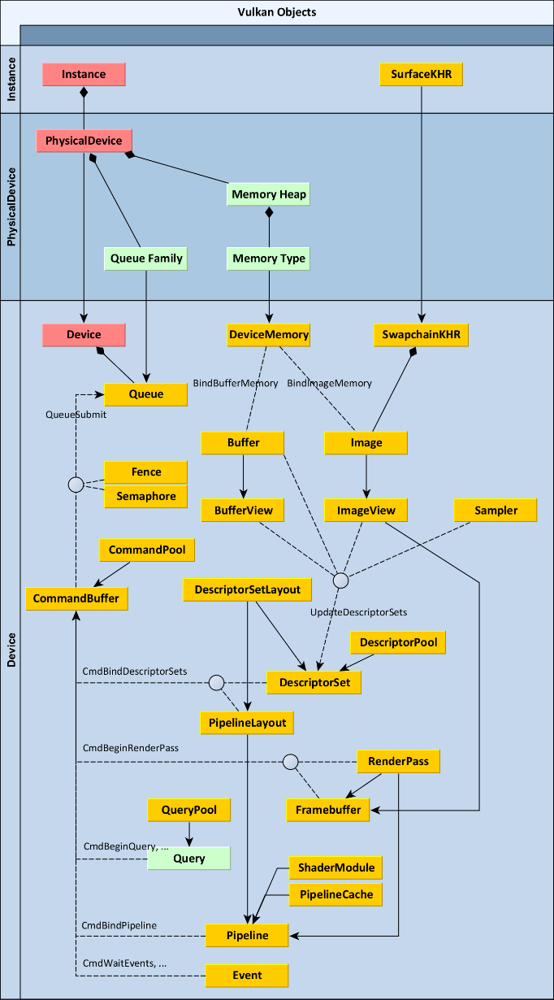 Vulkan Objects
Instance
Instance
SurfaceKHR
PhysicalDevice
PhysicalDevice
Memory Heap
Queue Family
Memory Type
Device
Device
DeviceMemory
SwapchainKHR
BindBufferMemory
BindImageMemory
Queue
QueueSubmit
Buffer
Image
Fence
Semaphore
BufferView
ImageView
Sampler
CommandPool
CommandBuffer
DescriptorSetLayout
UpdateDescriptorSets
DescriptorPool
CmdBindDescriptorSets
DescriptorSet
PipelineLayout
CmdBeginRenderPass
RenderPass
QueryPool
Framebuffer
CmdBeginQuery, ...
Query
ShaderModule
PipelineCache
CmdBindPipeline
Pipeline
CmdWaitEvents, ...
Event